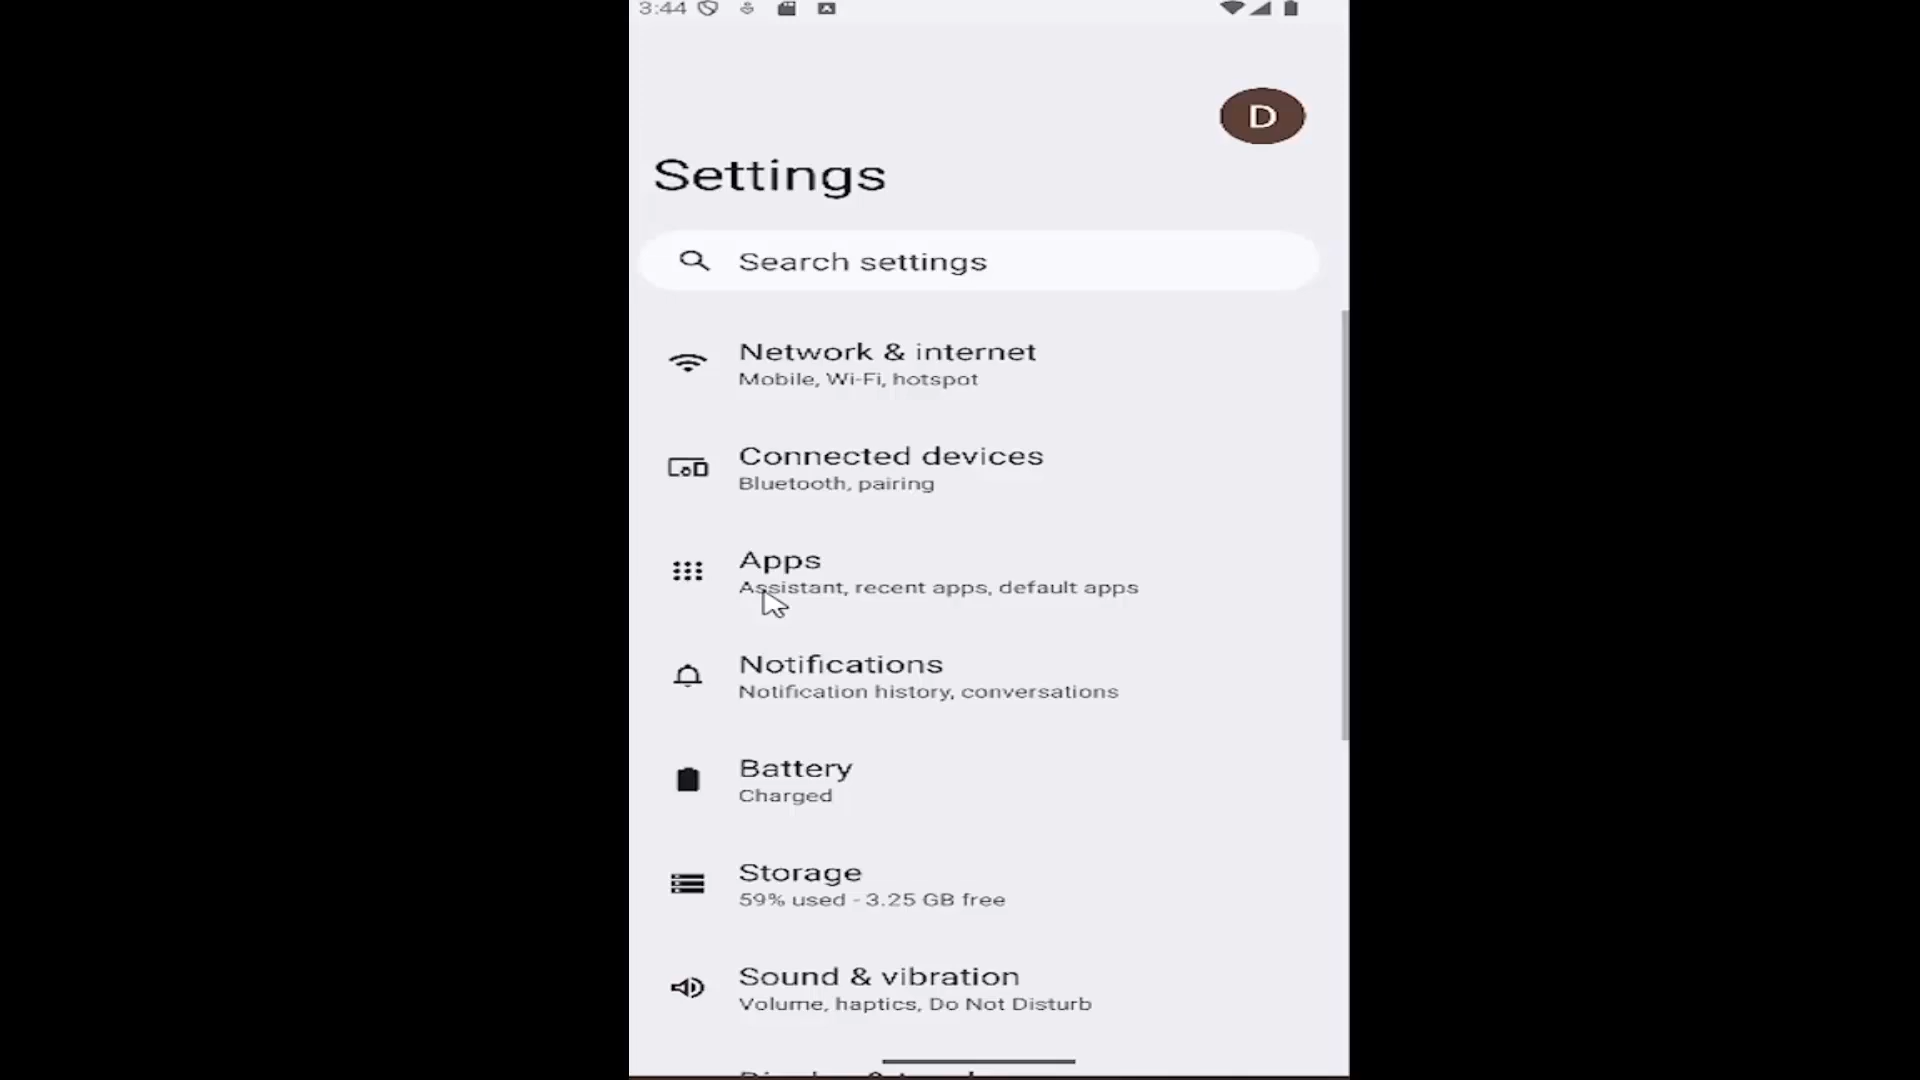 3:44
D
Settings
Search settings
Network & internet
Mobile, Wi-Fi, hotspot
Connected devices
Bluetooth, pairing
Apps
Assistant, recent apps, default apps
Notifications
Notification history, conversations
Battery
Charged
Storage
59% used - 3.25 GB free
Sound & vibration
Volume, haptics, Do Not Disturb